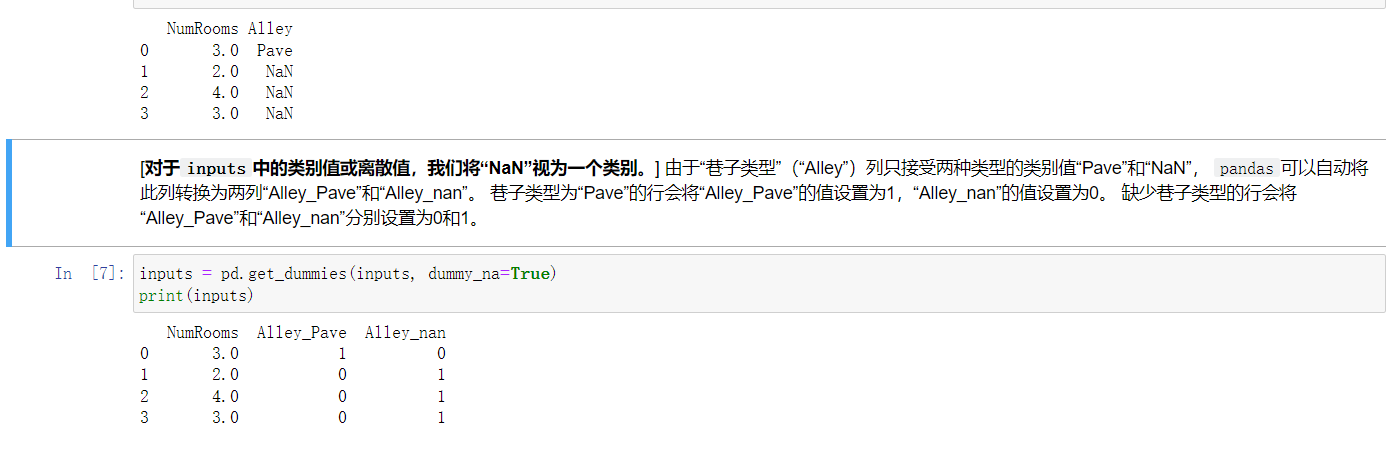 NumRooms Alley
0 3.0 Pave
1 2.0 NaN
2 4.0 NaN
3 3.0 NaN
[对于 inputs 中的类别值或离散值，我们将“NaN”视为一个类别。] 由于“巷子类型”（“Alley”）列只接受两种类型的类别值“Pave”和“NaN”， pandas 可以自动将
此列转换为两列“Alley_Pave”和“Alley_nan”。 巷子类型为“Pave”的行会将“Alley_Pave”的值设置为1，“Alley_nan”的值设置为0。 缺少巷子类型的行会将
“Alley_Pave”和“Alley_nan”分别设置为0和1。
In [7]: inputs = pd.get_dummies(inputs, dummy_na=True)
print(inputs)
NumRooms Alley_Pave Alley_nan
0 3.0 1 0
1 2.0 0 1
2 4.0 0 1
3 3.0 0 1